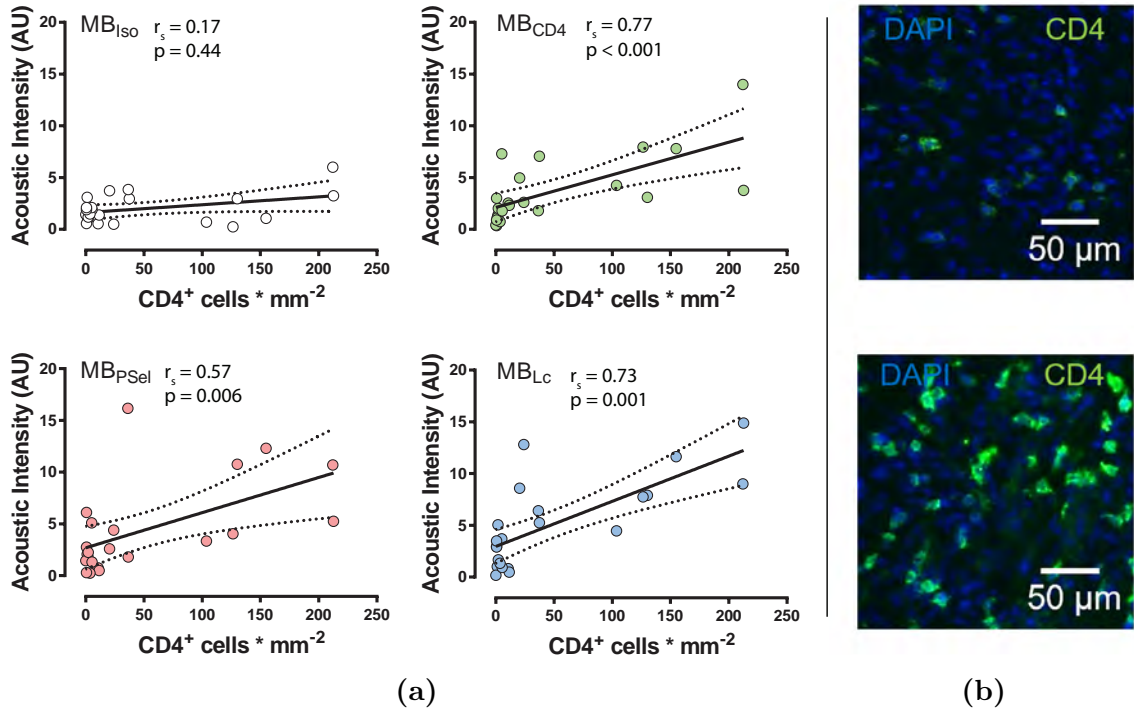 MB_Iso r_s = 0.17
p = 0.44
Acoustic Intensity (AU)
20
15
10
5
0
0 50 100 150 200 250
CD4⁺ cells * mm⁻²
MB_CD4 r_s = 0.77
p < 0.001
Acoustic Intensity (AU)
20
15
10
5
0
0 50 100 150 200 250
CD4⁺ cells * mm⁻²
DAPI CD4
50 µm
MB_PSel r_s = 0.57
p = 0.006
Acoustic Intensity (AU)
20
15
10
5
0
0 50 100 150 200 250
CD4⁺ cells * mm⁻²
MB_Lc r_s = 0.73
p = 0.001
Acoustic Intensity (AU)
20
15
10
5
0
0 50 100 150 200 250
CD4⁺ cells * mm⁻²
DAPI CD4
50 µm
(a) (b)